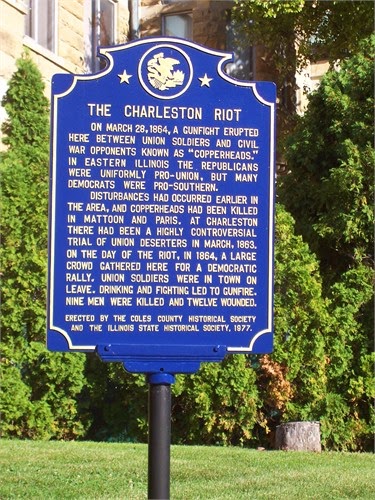 THE CHARLESTON RIOT
ON MARCH 28, 1864, A GUNFIGHT ERUPTED
HERE BETWEEN UNION SOLDIERS AND CIVIL
WAR OPPONENTS KNOWN AS "COPPERHEADS."
IN EASTERN ILLINOIS THE REPUBLICANS
WERE UNIFORMLY PRO-UNION, BUT MANY
DEMOCRATS WERE PRO-SOUTHERN.
DISTURBANCES HAD OCCURRED EARLIER IN
THE AREA, AND COPPERHEADS HAD BEEN KILLED
IN MATTOON AND PARIS. AT CHARLESTON
THERE HAD BEEN A HIGHLY CONTROVERSIAL
TRIAL OF UNION DESERTERS IN MARCH, 1863.
ON THE DAY OF THE RIOT, IN 1864, A LARGE
CROWD GATHERED HERE FOR A DEMOCRATIC
RALLY. UNION SOLDIERS WERE IN TOWN ON
LEAVE. DRINKING AND FIGHTING LED TO GUNFIRE.
NINE MEN WERE KILLED AND TWELVE WOUNDED.
ERECTED BY THE COLES COUNTY HISTORICAL SOCIETY
AND THE ILLINOIS STATE HISTORICAL SOCIETY, 1977.